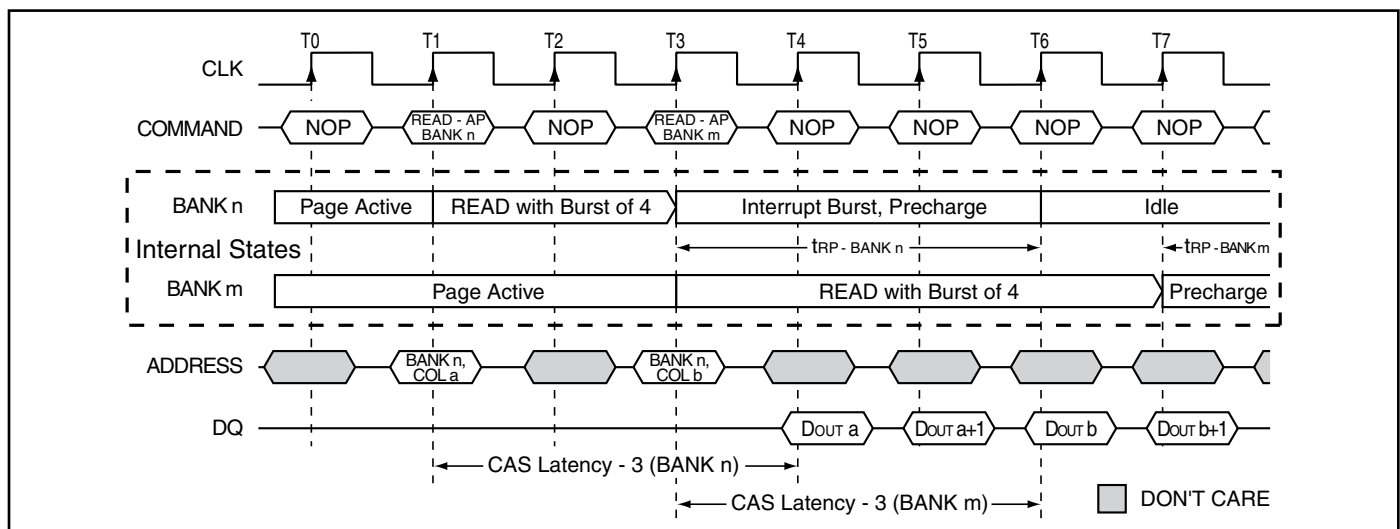 T0 T1 T2 T3 T4 T5 T6 T7
CLK
COMMAND NOP READ - AP BANK n NOP READ - AP BANK m NOP NOP NOP NOP
BANK n Page Active READ with Burst of 4 Interrupt Burst, Precharge Idle
Internal States tRP - BANK n tRP - BANK m
BANK m Page Active READ with Burst of 4 Precharge
ADDRESS BANK n, COL a BANK n, COL b
DQ DOUT a DOUT a+1 DOUT b DOUT b+1
CAS Latency - 3 (BANK n)
CAS Latency - 3 (BANK m) DON'T CARE